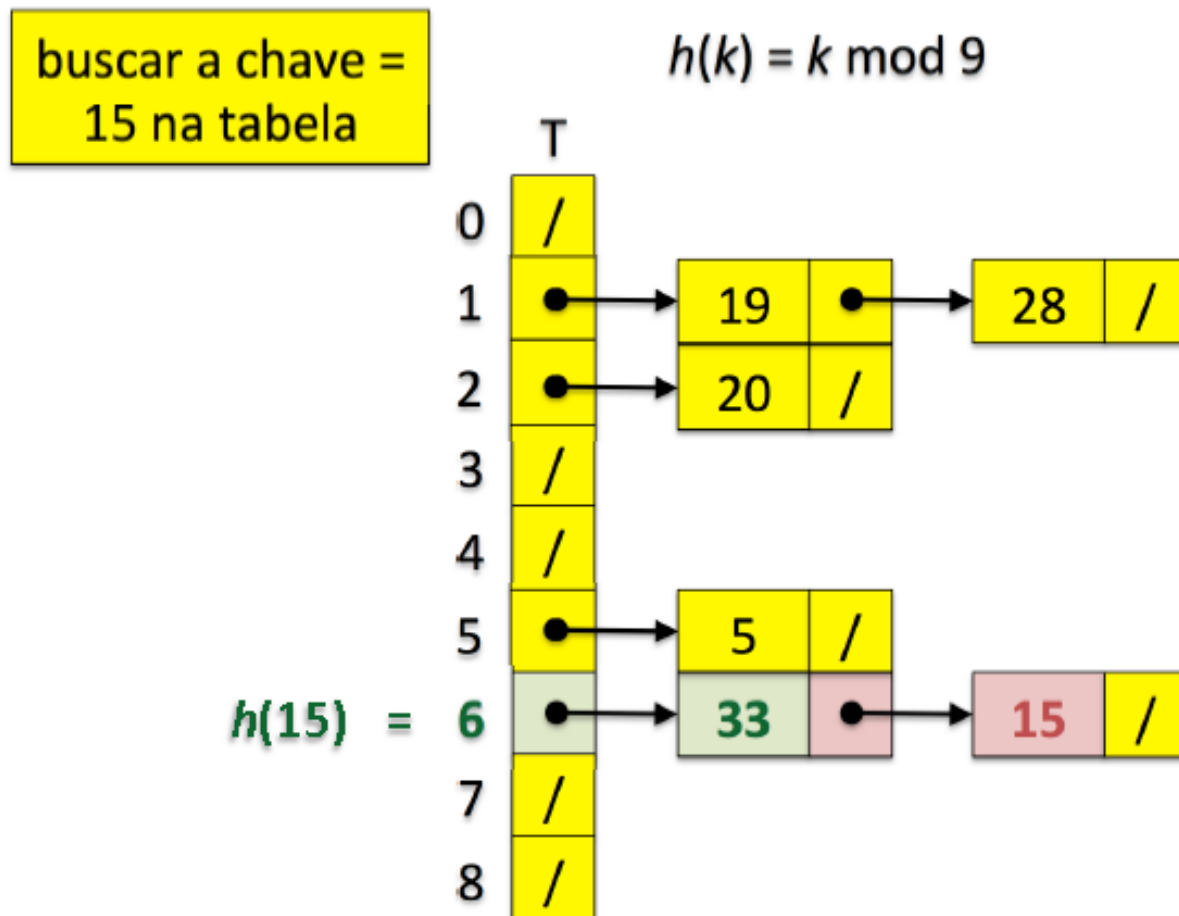 buscar a chave =
15 na tabela
h(k) = k mod 9
T
0 /
1 19 28 /
2 20 /
3 /
4 /
5 5 /
h(15) = 6 33 15 /
7 /
8 /